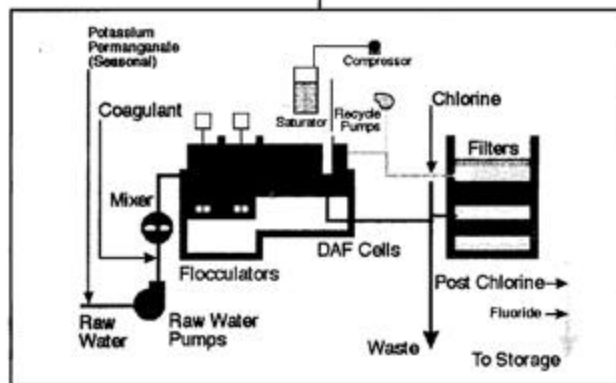 Potassium
Permanganale
(Seasonal)
Coagulant
Compressor
Saturator
Recycle
Pumps
Chlorine
Filters
Mixer
Flocculators
DAF Cells
Raw
Water
Raw Water
Pumps
Waste
Post Chlorine
Fluoride
To Storage